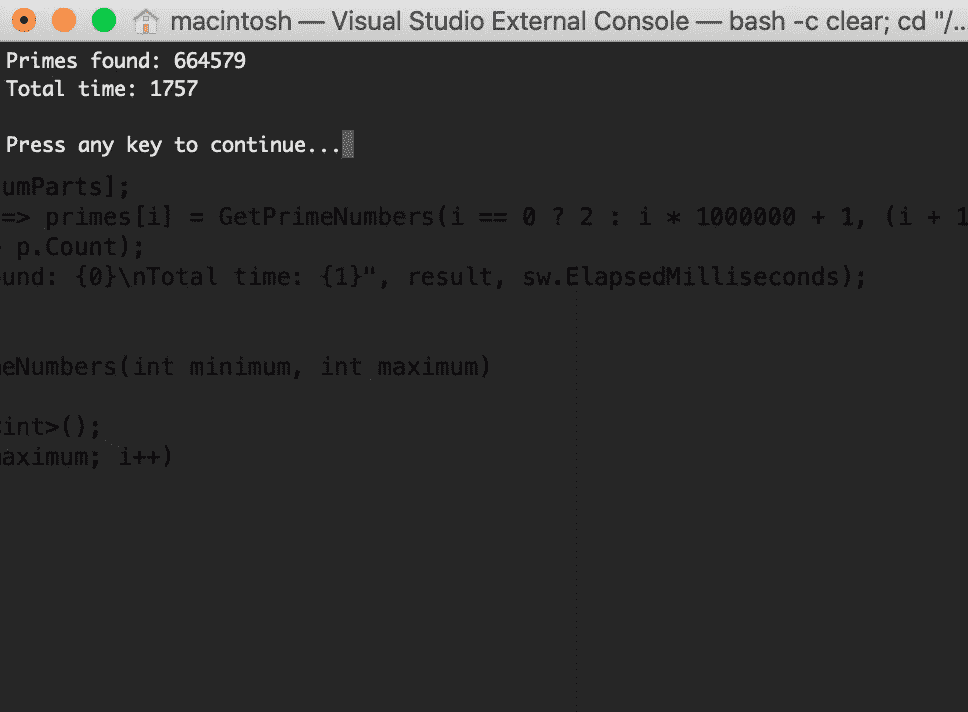 macintosh — Visual Studio External Console — bash -c clear; cd "/...
Primes found: 664579
Total time: 1757
Press any key to continue...
umParts];
=> primes[i] = GetPrimeNumbers(i == 0 ? 2 : i * 1000000 + 1, (i + 1
p.Count);
und: {0}\nTotal time: {1}", result, sw.ElapsedMilliseconds);
eNumbers(int minimum, int maximum)
int>();
aximum; i++)